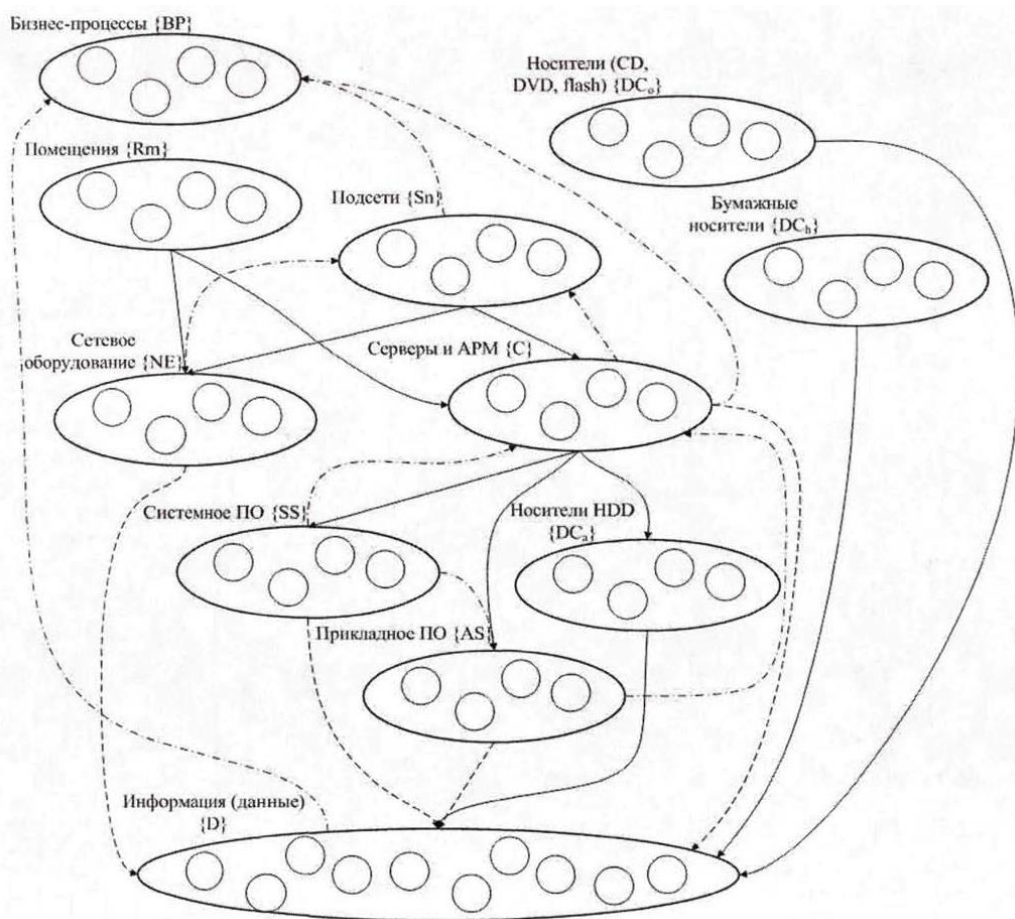 Бизнес-процессы {BP}
Носители (CD,
DVD, flash) {DCo}
Помещения {Rm}
Подсети {Sn}
Бумажные
носители {DCh}
Сетевое
оборудование {NE}
Серверы и АРМ {C}
Системное ПО {SS}
Носители HDD
{DCa}
Прикладное ПО {AS}
Информация (данные)
{D}